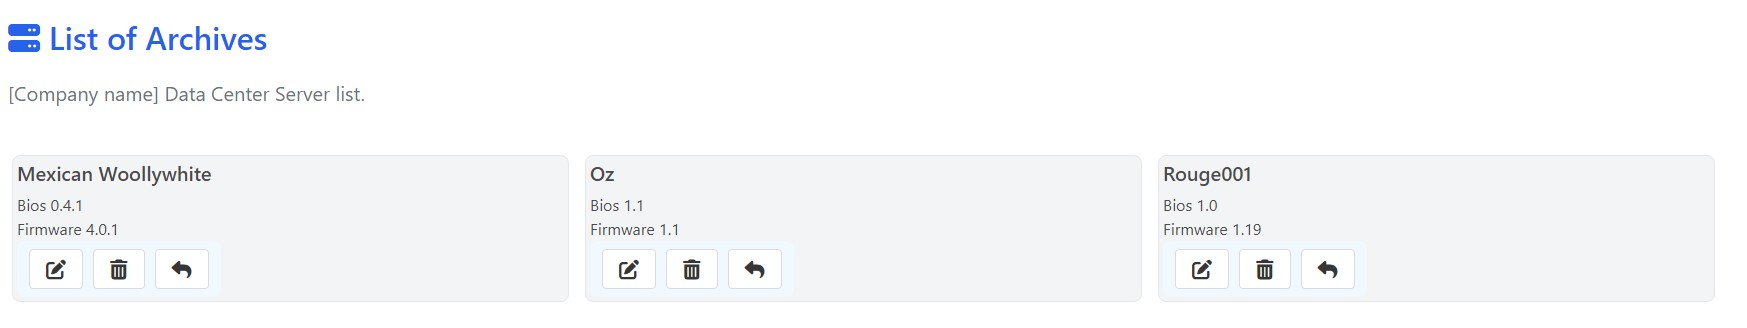 List of Archives
[Company name] Data Center Server list.
Mexican Woollywhite
Bios 0.4.1
Firmware 4.0.1
Oz
Bios 1.1
Firmware 1.1
Rouge001
Bios 1.0
Firmware 1.19